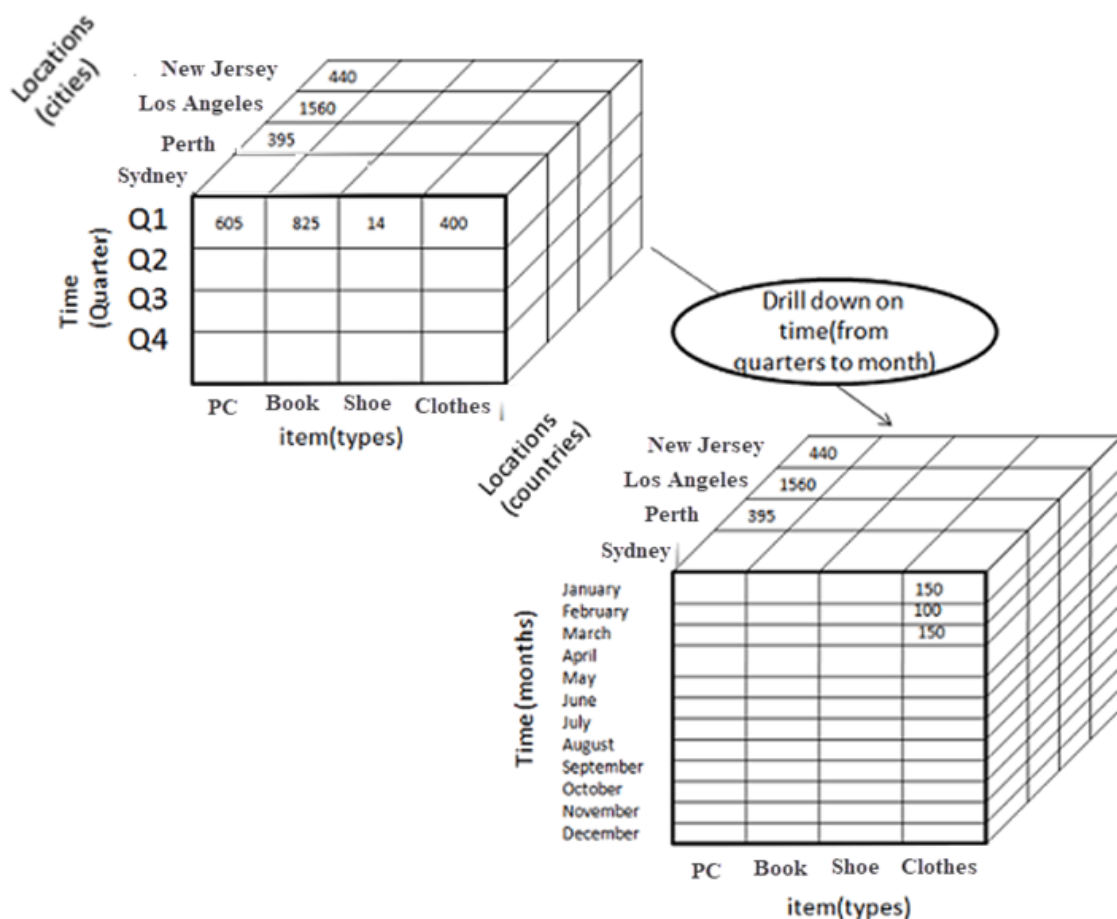 Locations
(cities)
New Jersey
440
Los Angeles
1560
Perth
395
Sydney
Time
(Quarter)
Q1
605 825 14 400
Q2
Q3
Q4
PC Book Shoe Clothes
item(types)
Drill down on
time(from
quarters to month)
Locations
(countries)
New Jersey
440
Los Angeles
1560
Perth
395
Sydney
Time (months)
January 150
February 100
March 150
April
May
June
July
August
September
October
November
December
PC Book Shoe Clothes
item(types)